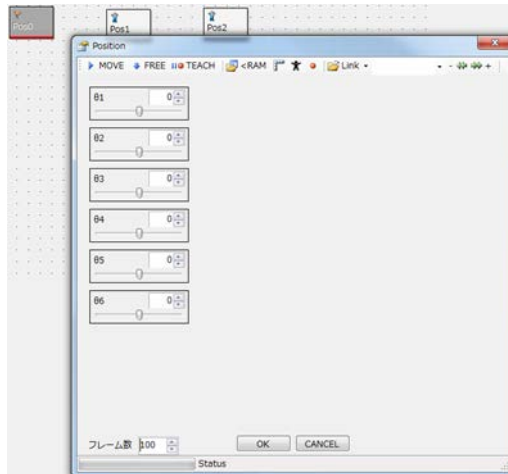 Pos0
Pos1
Pos2
Position
MOVE FREE TEACH <RAM Link - - +
θ1 0
θ2 0
θ3 0
θ4 0
θ5 0
θ6 0
フレーム数 100 OK CANCEL
Status